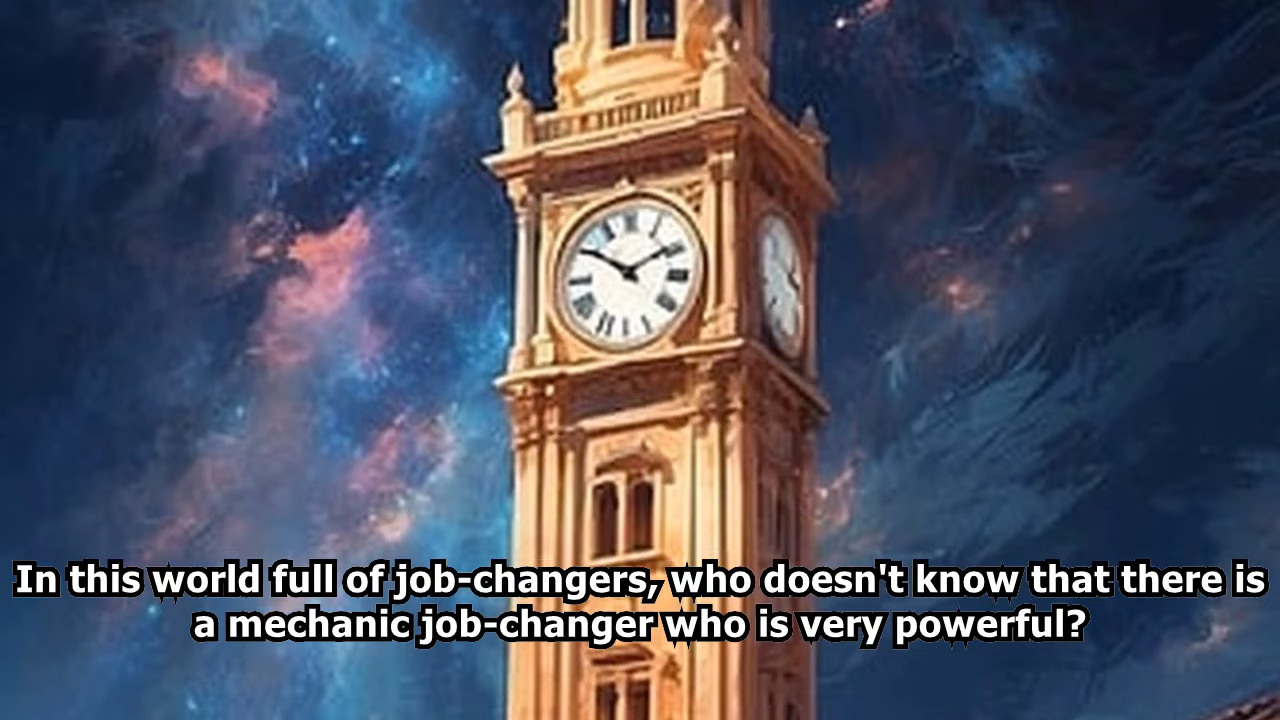 In this world full of job-changers, who doesn't know that there is
a mechanic job-changer who is very powerful?